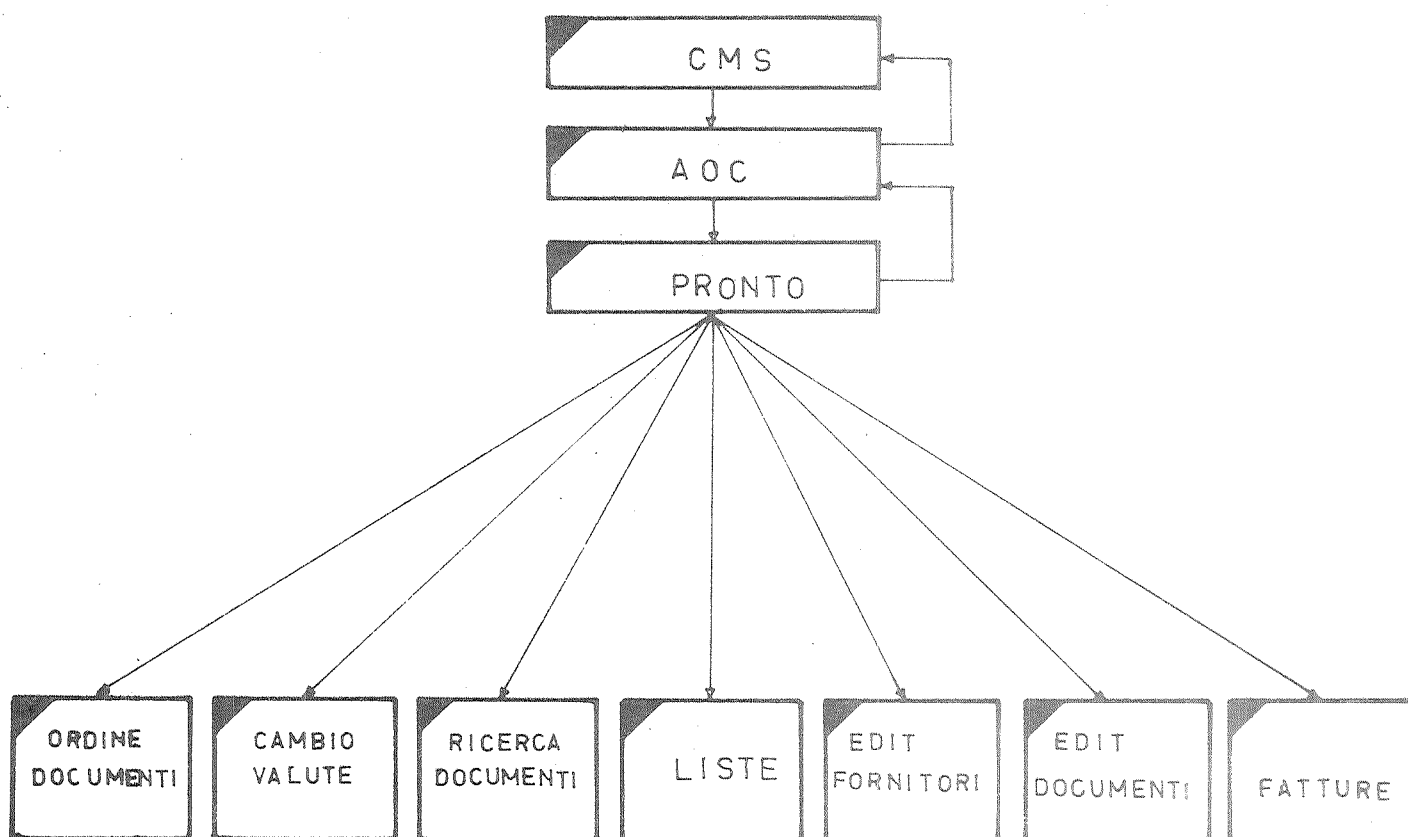 CMS
AOC
PRONTO
ORDINE
DOCUMENTI
CAMBIO
VALUTE
RICERCA
DOCUMENTI
LISTE
EDIT
FORNITORI
EDIT
DOCUMENTI
FATTURE